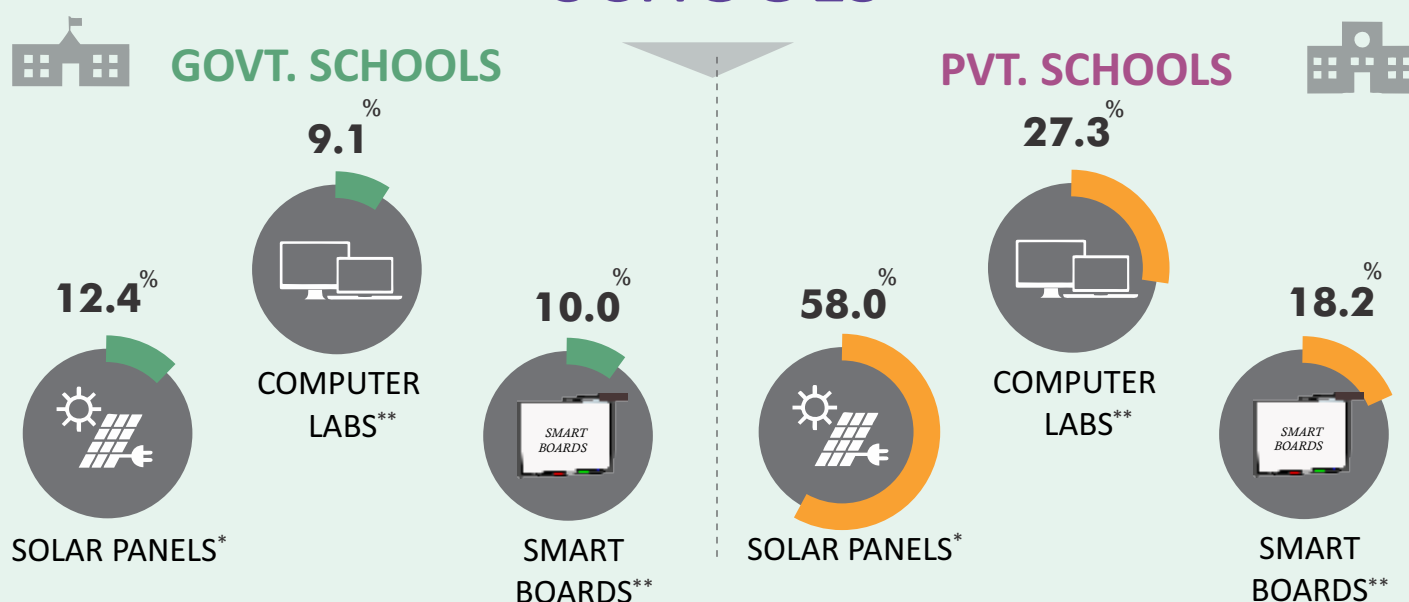 SCHOOLS
GOVT. SCHOOLS
9.1%
COMPUTER
LABS**
12.4%
SOLAR PANELS*
10.0%
SMART
BOARDS
SMART
BOARDS**
PVT. SCHOOLS
27.3%
COMPUTER
LABS**
58.0%
SOLAR PANELS*
18.2%
SMART
BOARDS
SMART
BOARDS**